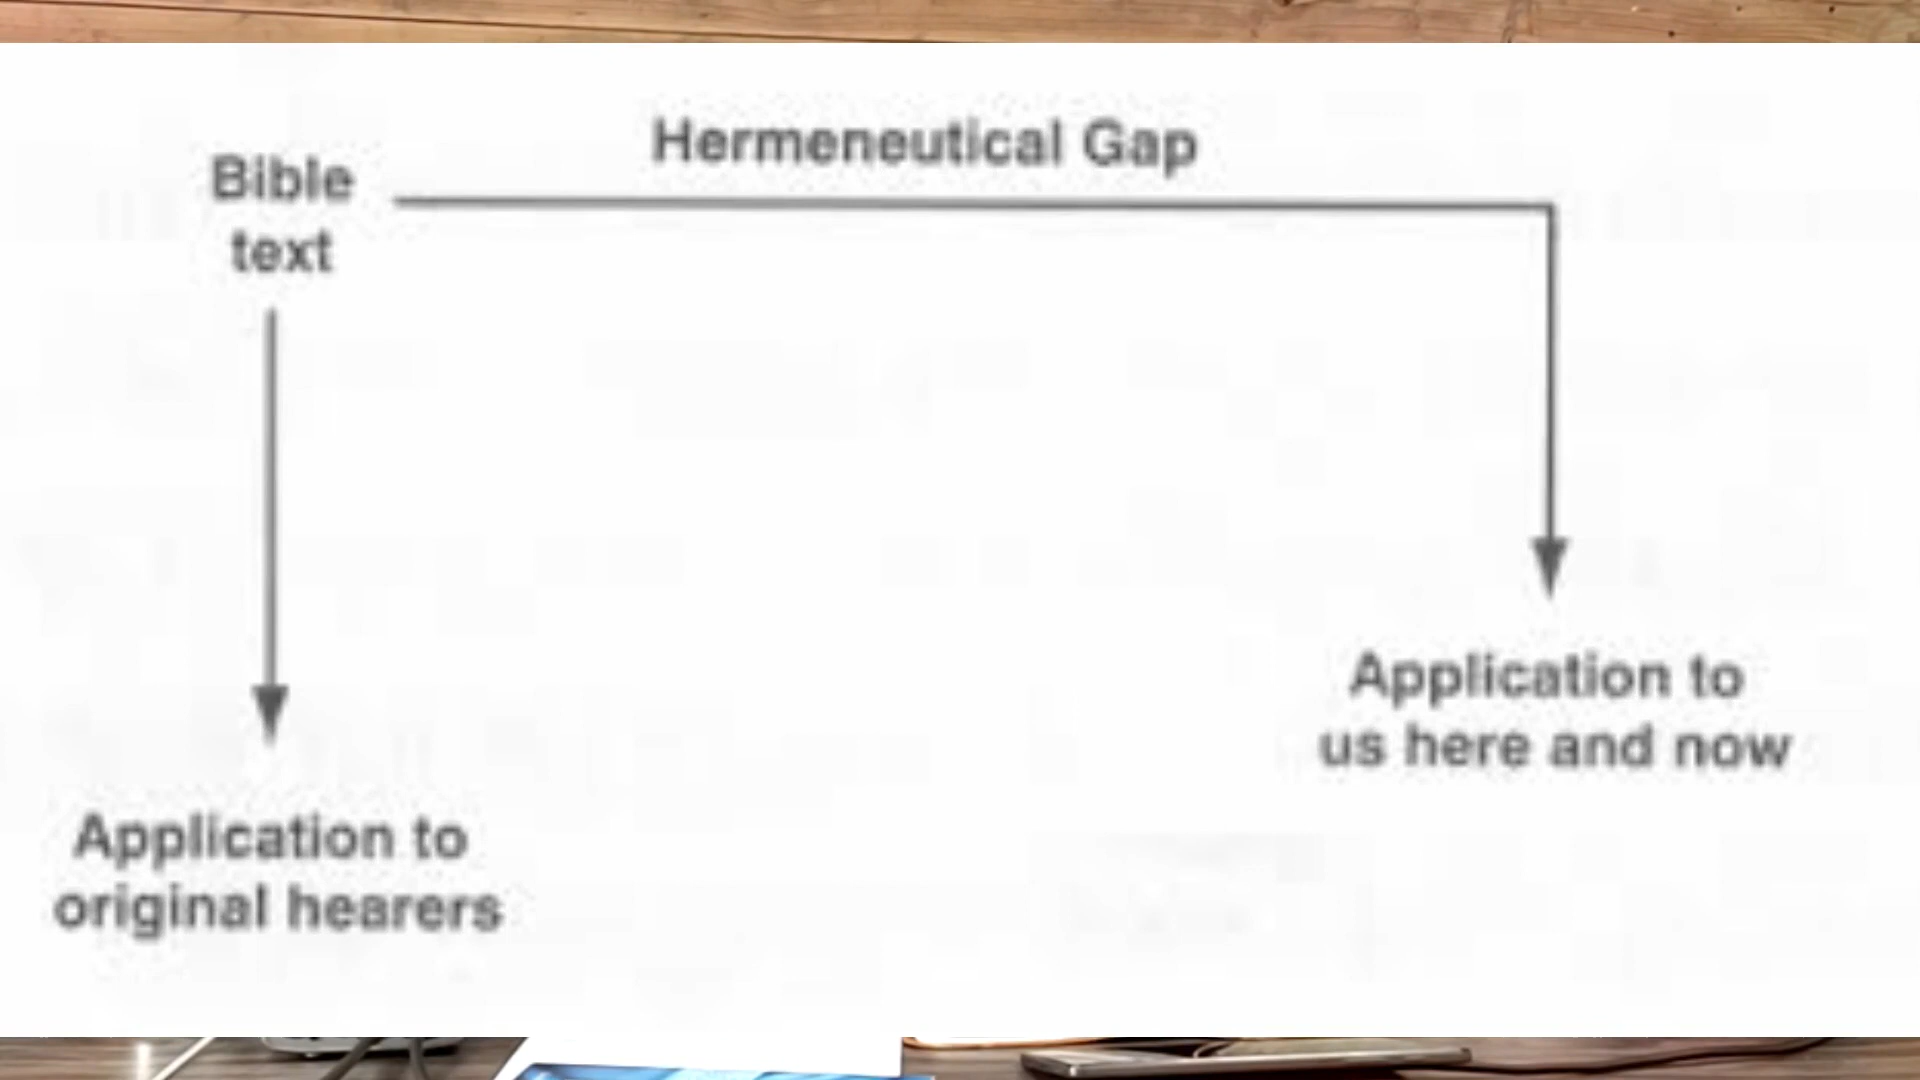 Hermeneutical Gap
Bible
text
Application to
us here and now
Application to
original hearers